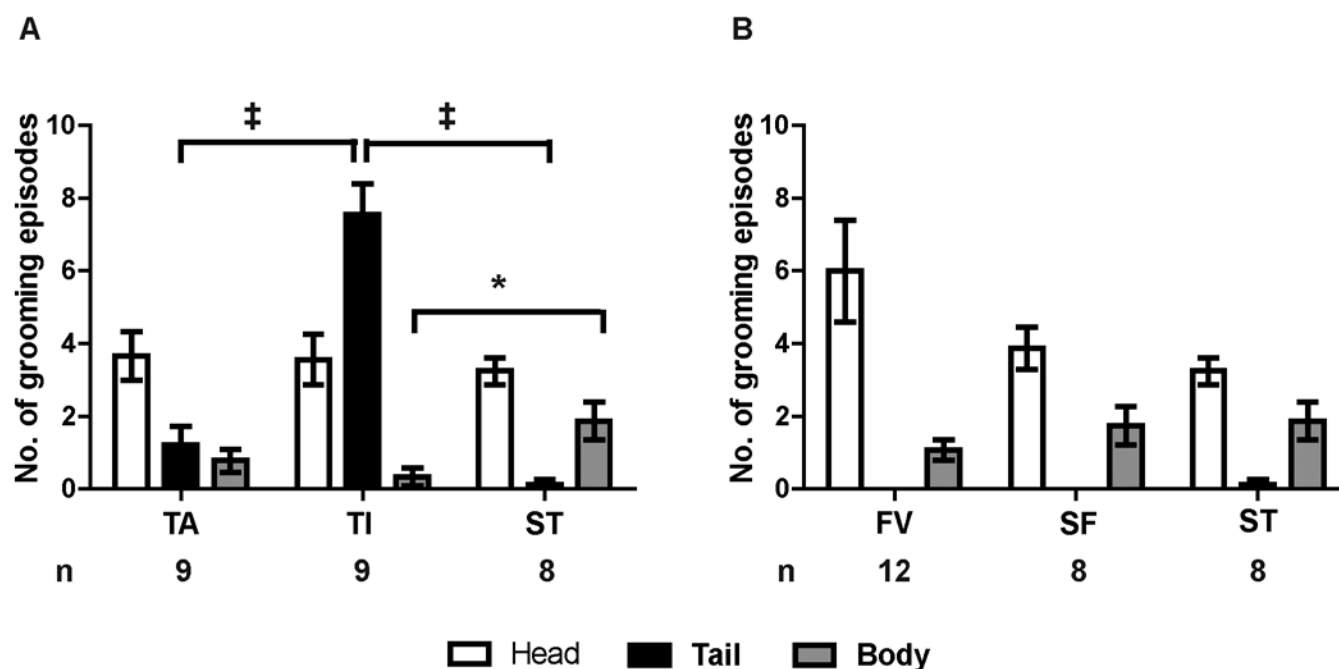 A
No. of grooming episodes
10
8
6
4
2
0
‡
‡
*
TA TI ST
n 9 9 8
B
No. of grooming episodes
10
8
6
4
2
0
FV SF ST
n 12 8 8
Head Tail Body